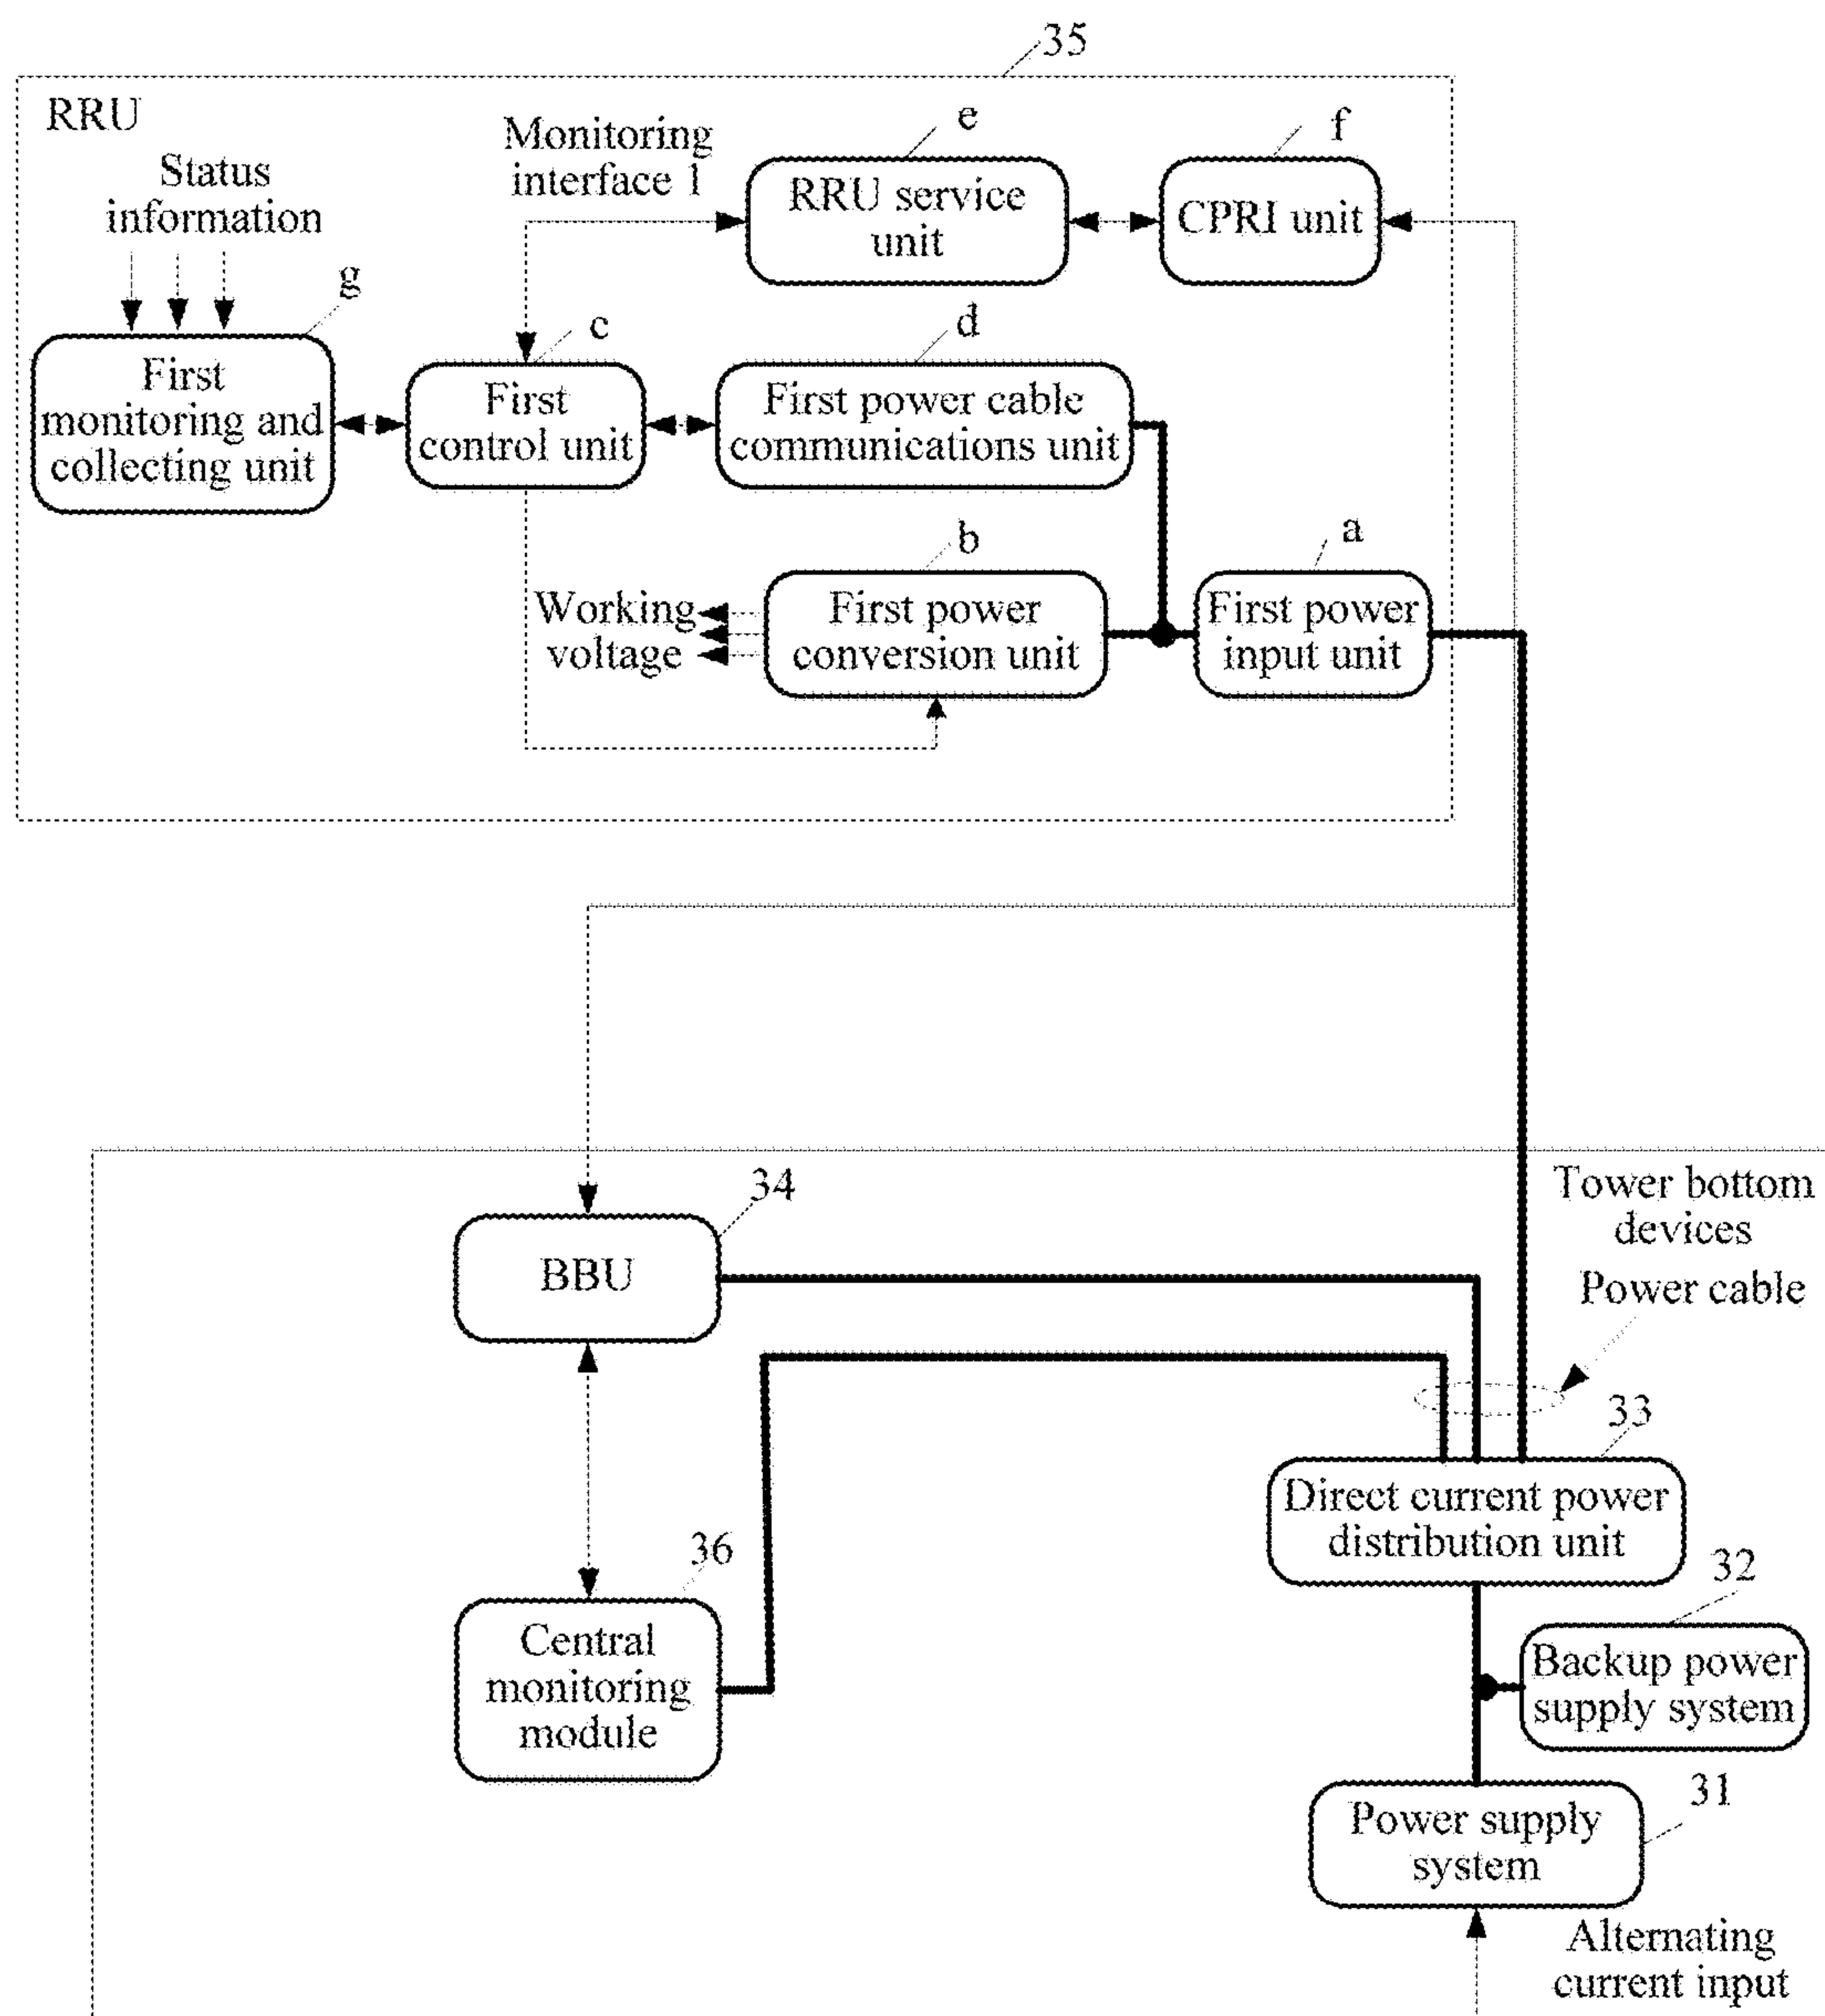 35
RRU
Status
information
Monitoring
interface 1
e
RRU service
unit
f
CPRI unit
g
First
monitoring and
collecting unit
c
First
control unit
d
First power cable
communications unit
Working
voltage
b
First power
conversion unit
a
First power
input unit
34
BBU
Tower bottom
devices
Power cable
33
Direct current power
distribution unit
36
Central
monitoring
module
32
Backup power
supply system
31
Power supply
system
Alternating
current input